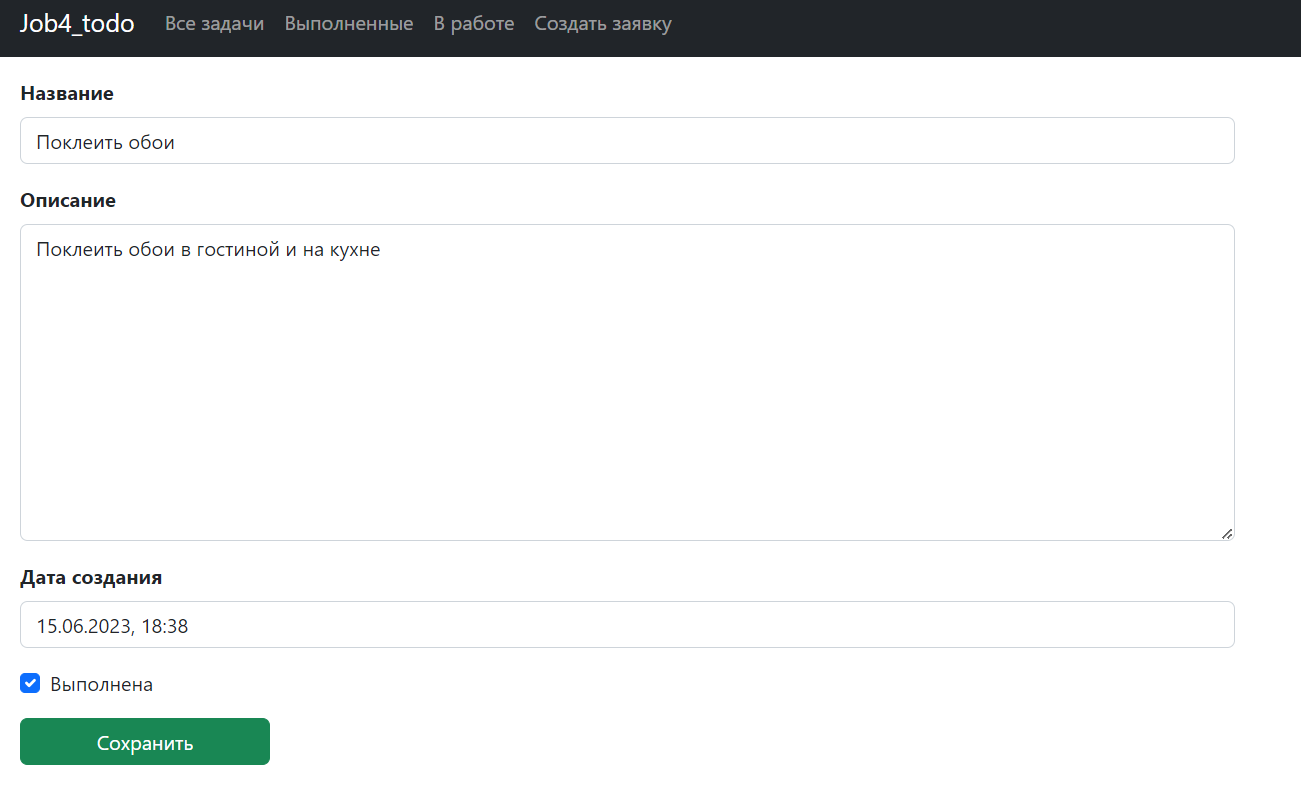 Job4_todo Все задачи Выполненные В работе Создать заявку
Название
Поклеить обои
Описание
Поклеить обои в гостиной и на кухне
Дата создания
15.06.2023, 18:38
Выполнена
Сохранить